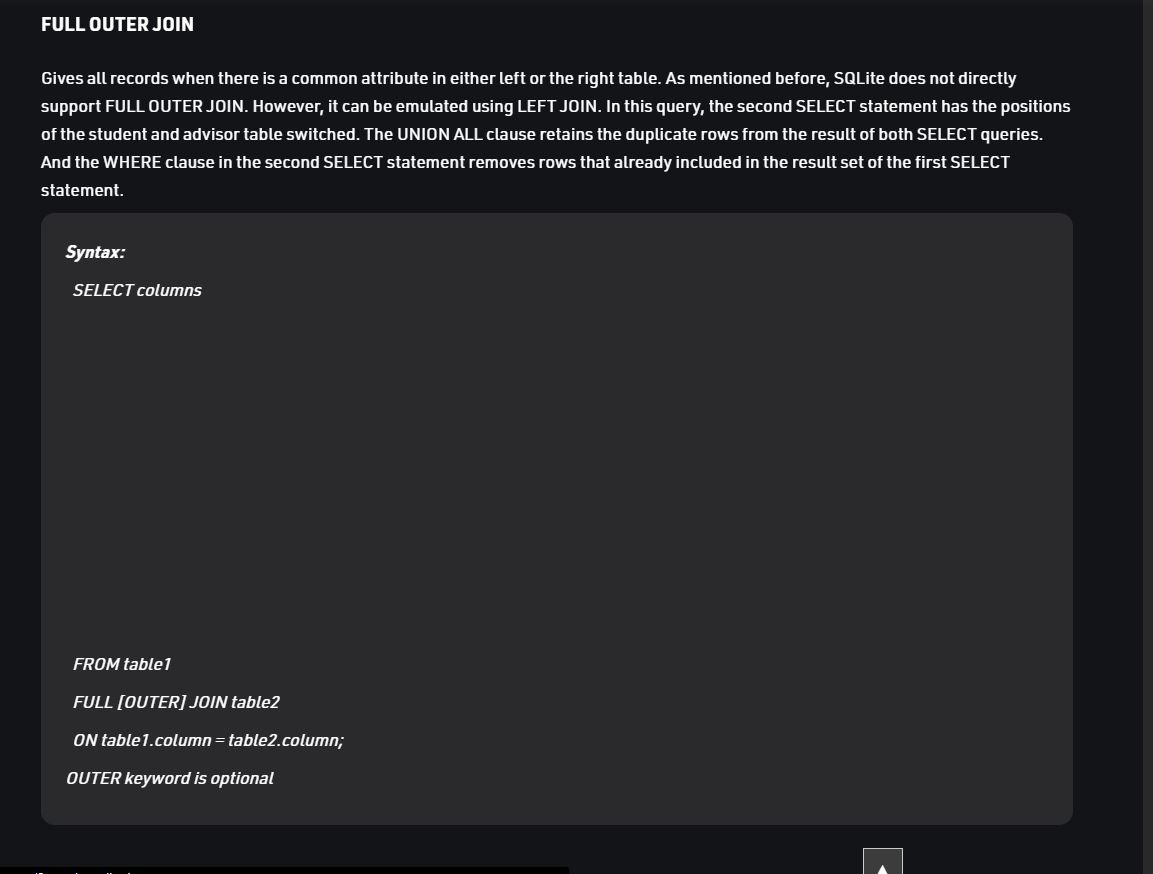 FULL OUTER JOIN
Gives all records when there is a common attribute in either left or the right table. As mentioned before, SQLite does not directly
support FULL OUTER JOIN. However, it can be emulated using LEFT JOIN. In this query, the second SELECT statement has the positions
of the student and advisor table switched. The UNION ALL clause retains the duplicate rows from the result of both SELECT queries.
And the WHERE clause in the second SELECT statement removes rows that already included in the result set of the first SELECT
statement.
Syntax:
SELECT columns
FROM table1
FULL [OUTER] JOIN table2
ON table1.column = table2.column;
OUTER keyword is optional